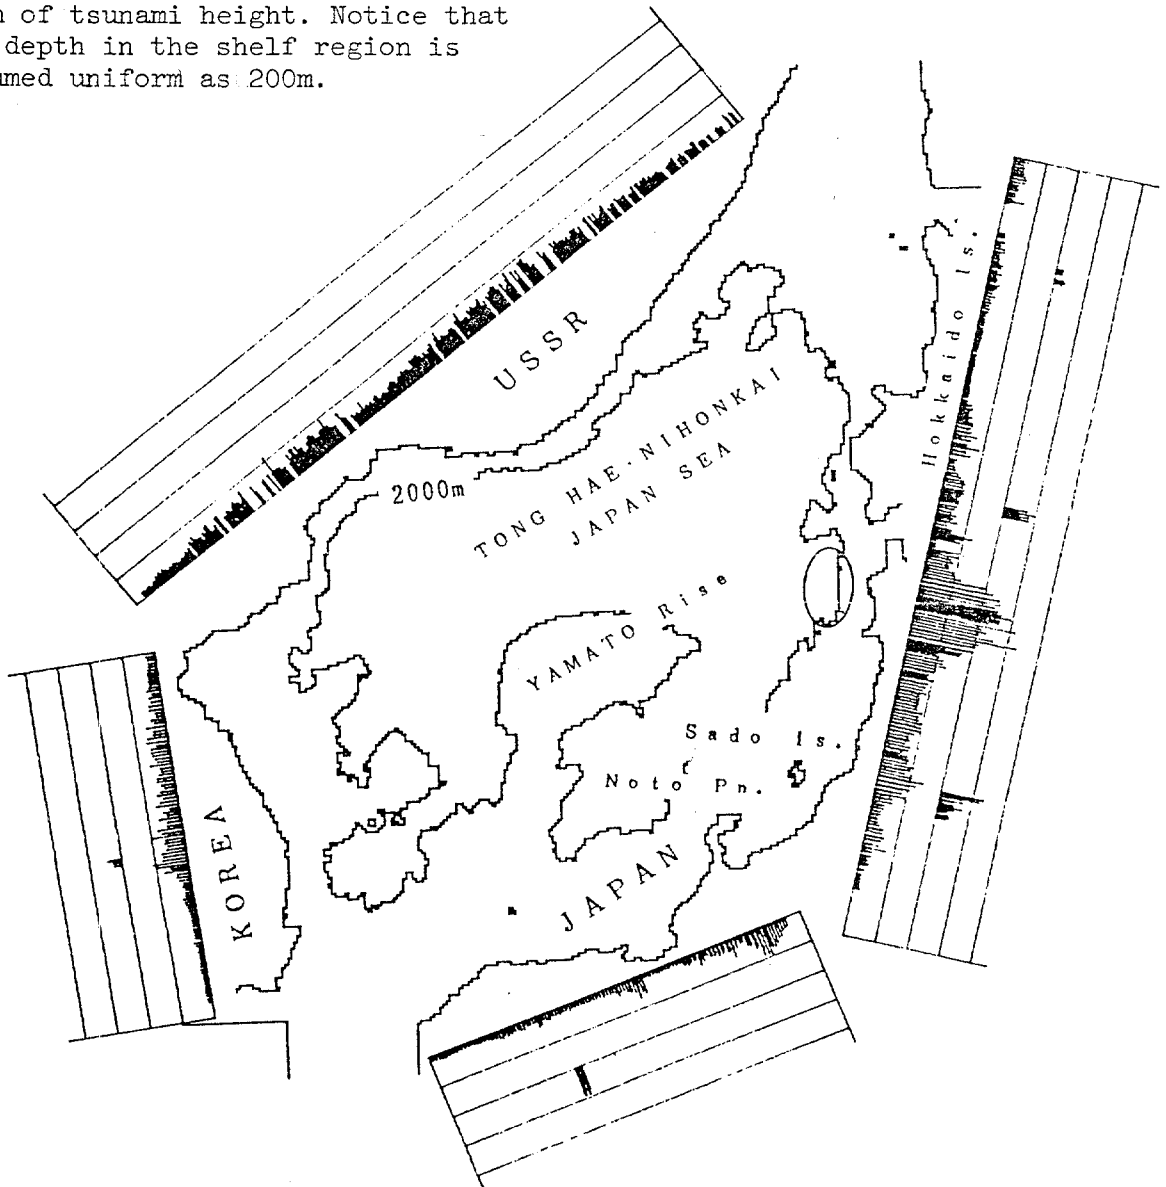 n of tsunami height. Notice that
depth in the shelf region is
umed uniform as 200m.
USSR
Hokkaido Is.
2000m
TONG HAE·NIHONKAI
JAPAN SEA
YAMATO Rise
Sado Is.
Noto Pn.
KOREA
JAPAN